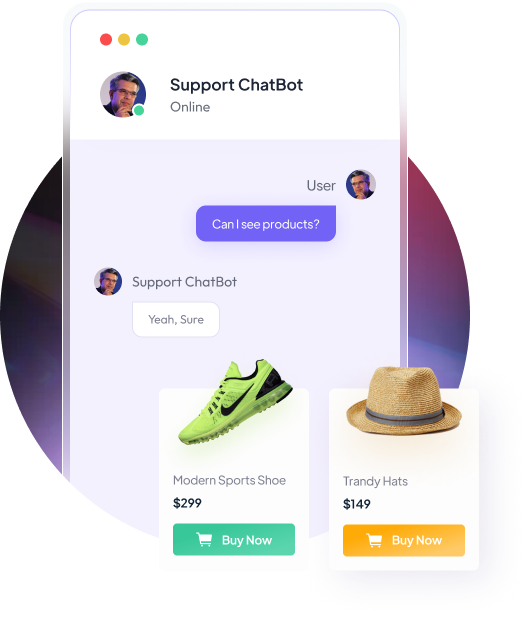 Support ChatBot
Online
User
Can I see products?
Support ChatBot
Yeah, Sure
Modern Sports Shoe
$299
Buy Now
Trandy Hats
$149
Buy Now